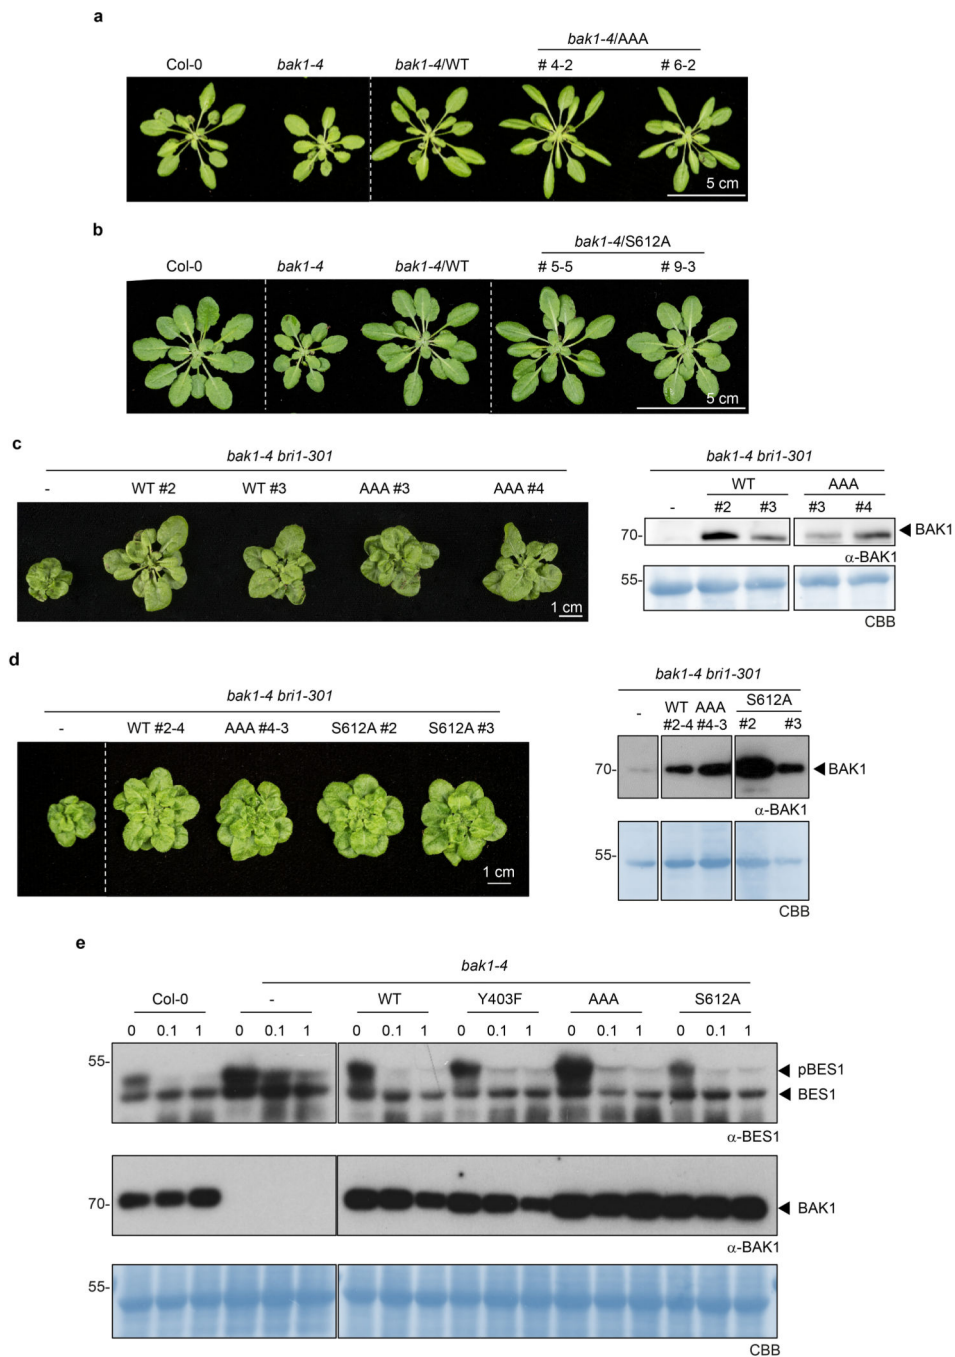 a
bak1-4/AAA
Col-0 bak1-4 bak1-4/WT # 4-2 # 6-2
5 cm
b
bak1-4/S612A
Col-0 bak1-4 bak1-4/WT # 5-5 # 9-3
5 cm
c
bak1-4 bri1-301
- WT #2 WT #3 AAA #3 AAA #4
1 cm
bak1-4 bri1-301
WT AAA
- #2 #3 #3 #4
70- BAK1
α-BAK1
55-
CBB
d
bak1-4 bri1-301
- WT #2-4 AAA #4-3 S612A #2 S612A #3
1 cm
bak1-4 bri1-301
- WT AAA S612A
#2-4 #4-3 #2 #3
70- BAK1
α-BAK1
55-
CBB
e
bak1-4
Col-0 - WT Y403F AAA S612A
0 0.1 1 0 0.1 1 0 0.1 1 0 0.1 1 0 0.1 1 0 0.1 1
55- pBES1
BES1
α-BES1
70- BAK1
α-BAK1
55-
CBB